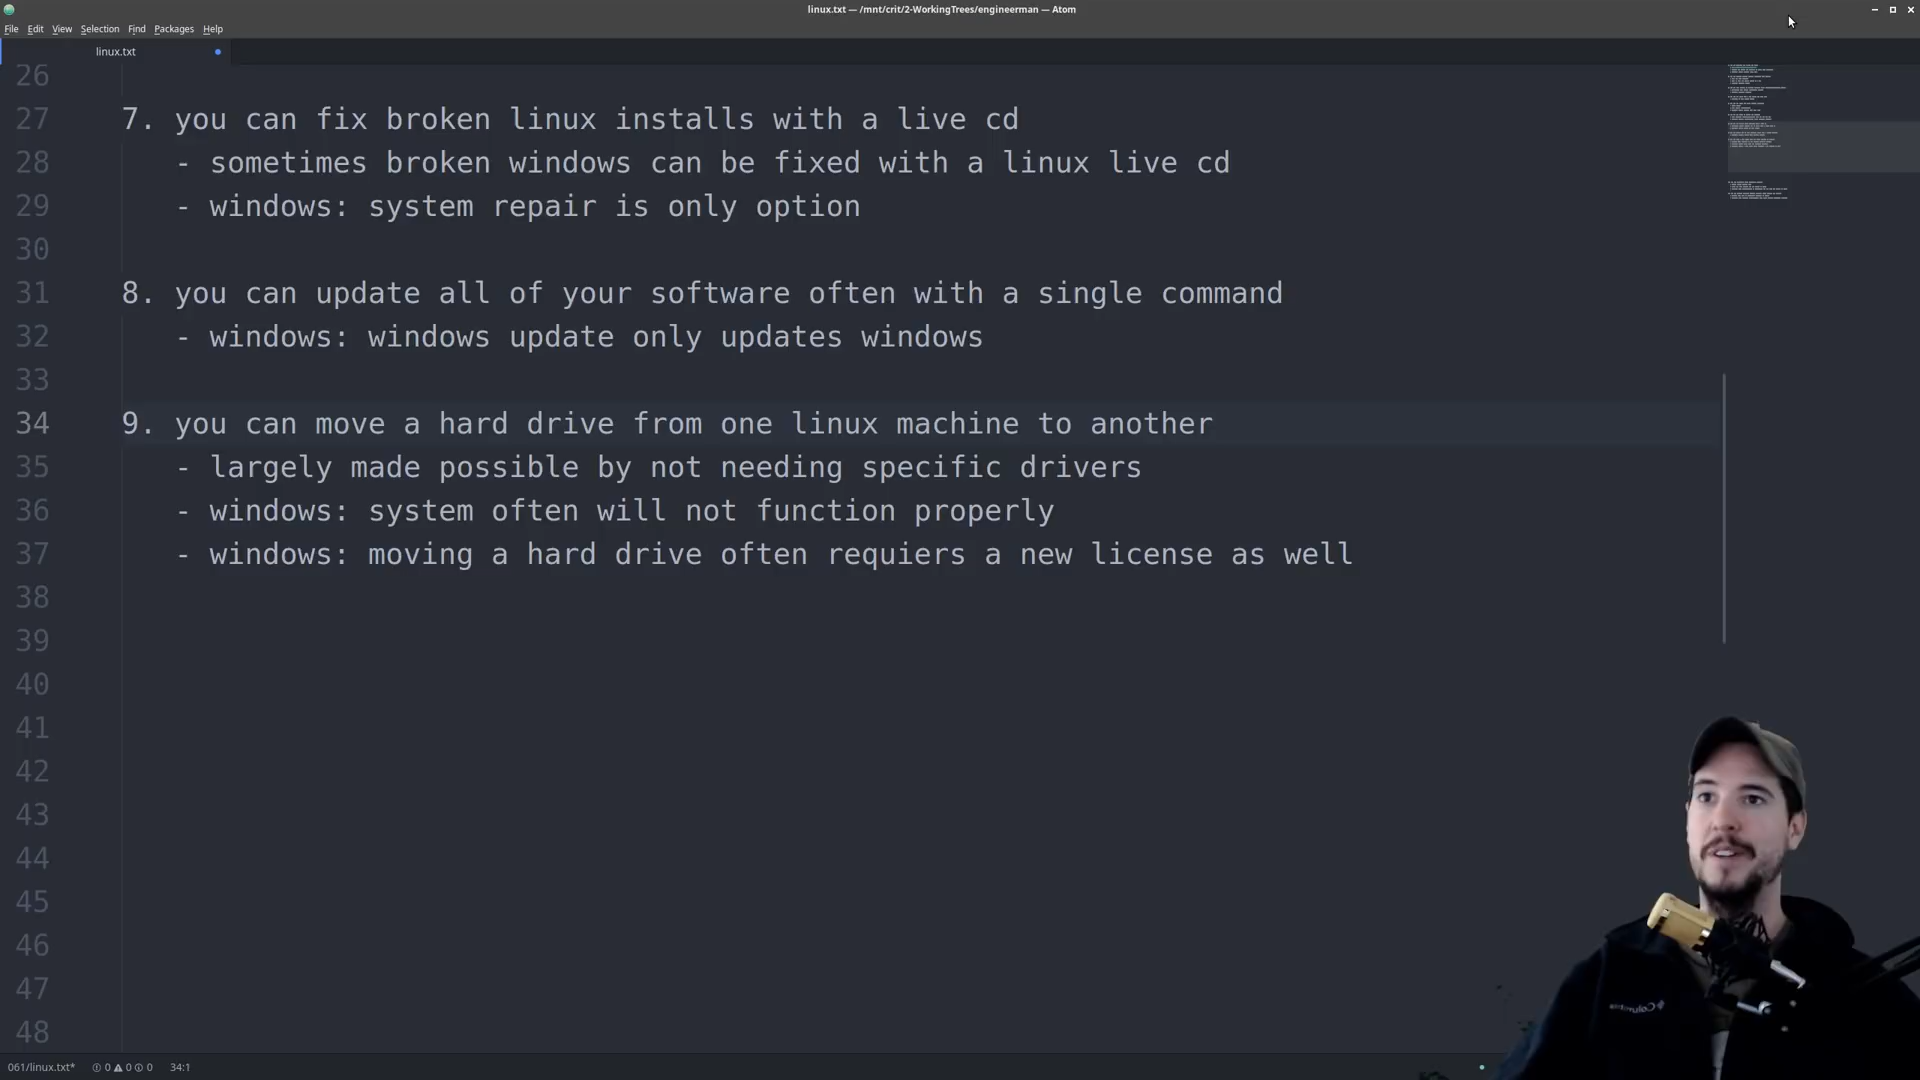 linux.txt — /mnt/crit/2-WorkingTrees/engineerman — Atom
File Edit View Selection Find Packages Help
linux.txt
26
27 7. you can fix broken linux installs with a live cd
28 - sometimes broken windows can be fixed with a linux live cd
29 - windows: system repair is only option
30
31 8. you can update all of your software often with a single command
32 - windows: windows update only updates windows
33
34 9. you can move a hard drive from one linux machine to another
35 - largely made possible by not needing specific drivers
36 - windows: system often will not function properly
37 - windows: moving a hard drive often requiers a new license as well
38
39
40
41
42
43
44
45
46
47
48
Columbia
061/linux.txt* 0 0 0 34:1